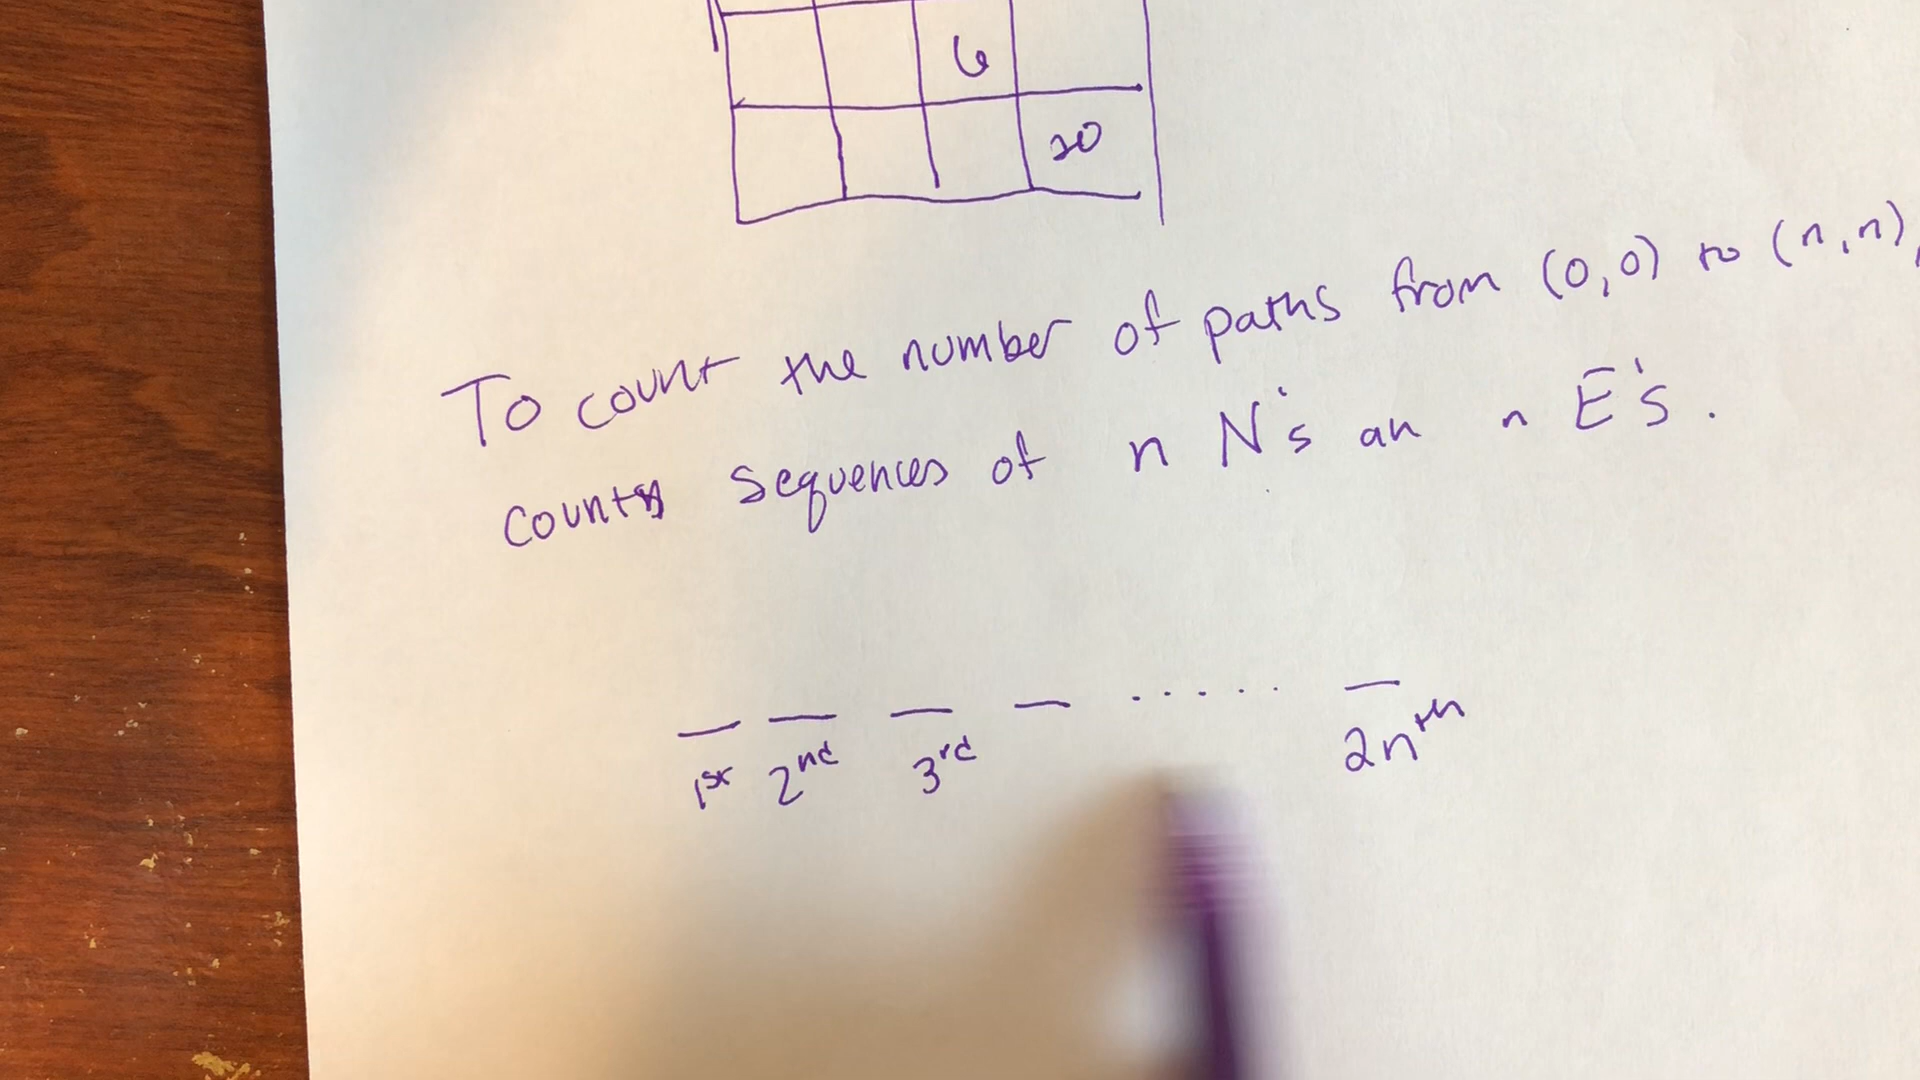 6
20
To count the number of paths from (0,0) to (n,n),
count sequences of n N's an n E's.
1st 2nd 3rd ..... 2nth